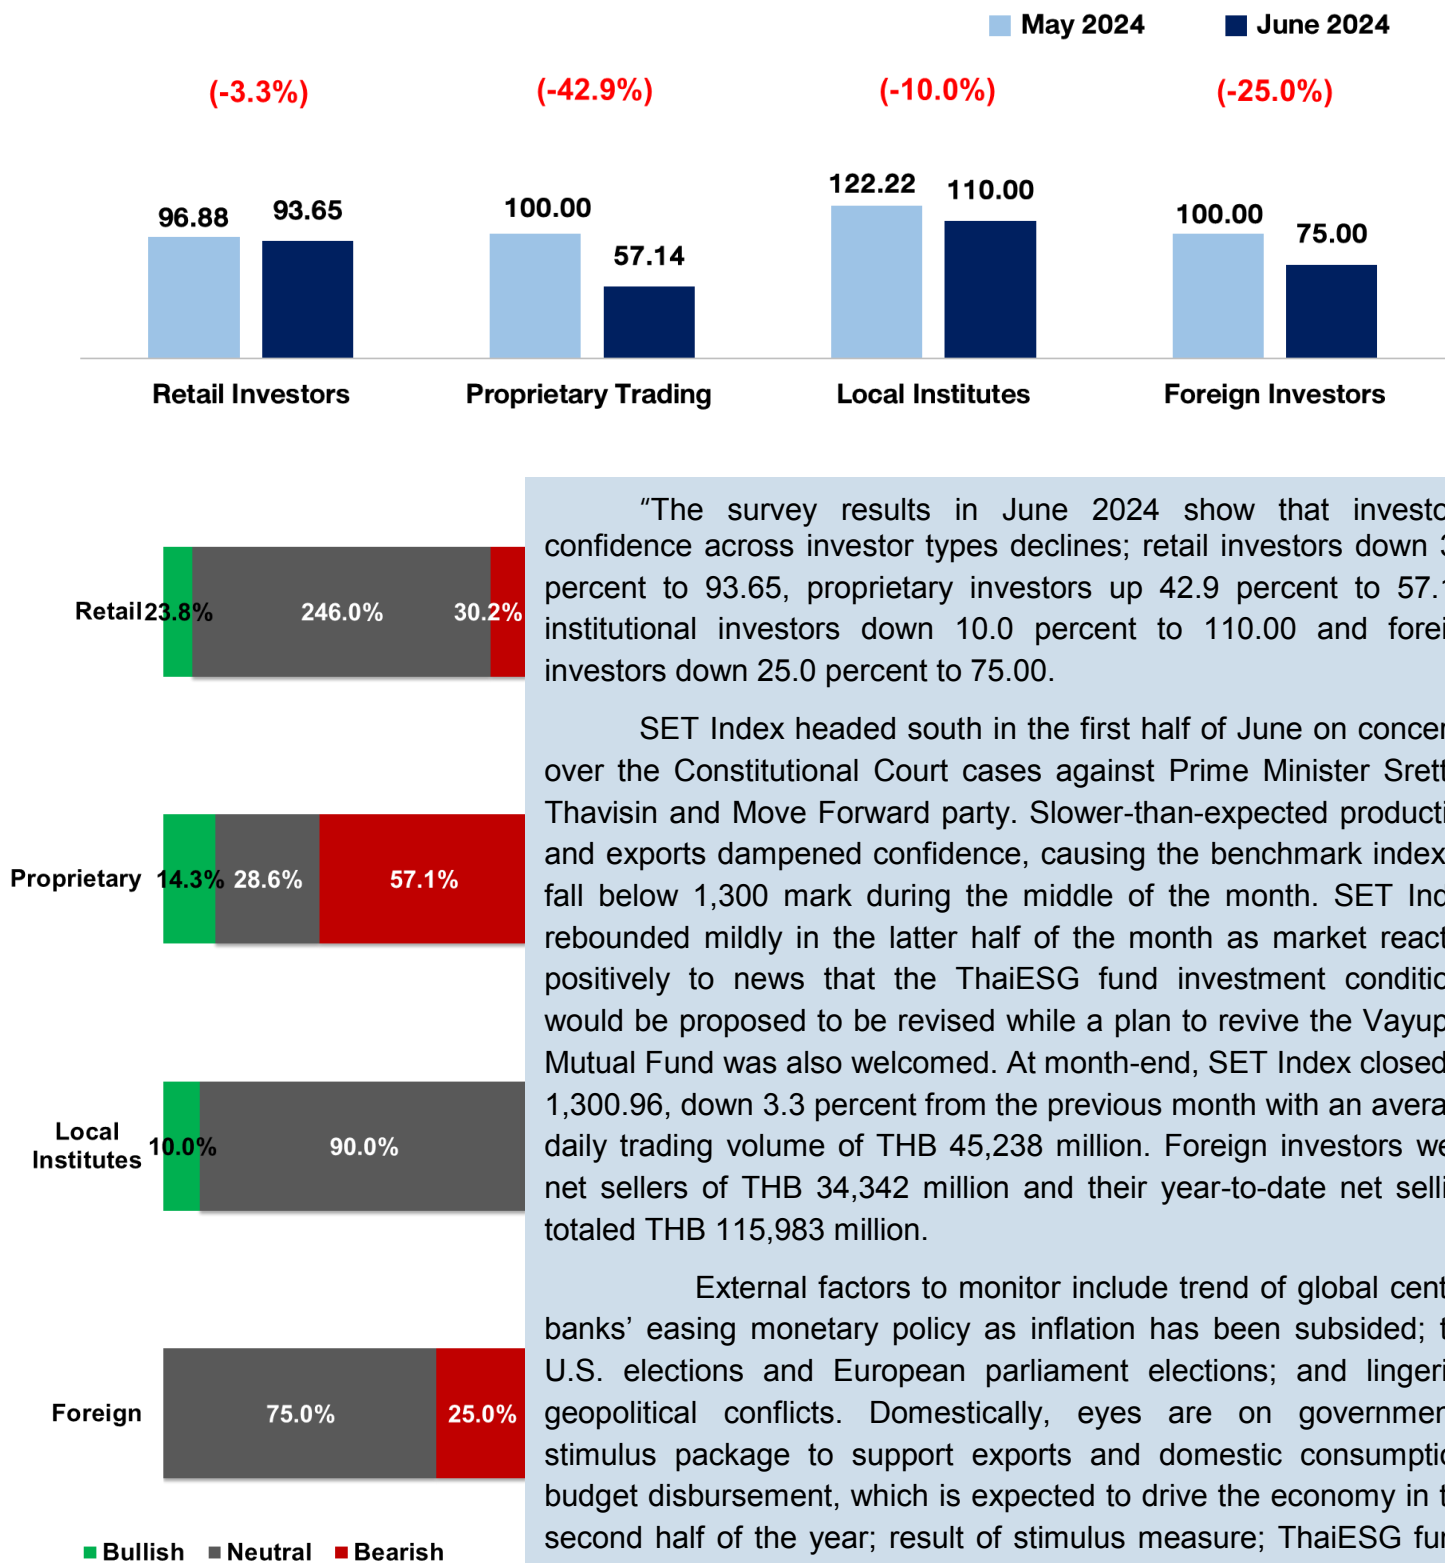 May 2024 June 2024
(-3.3%) (-42.9%) (-10.0%) (-25.0%)
96.88 93.65 100.00 57.14 122.22 110.00 100.00 75.00
Retail Investors Proprietary Trading Local Institutes Foreign Investors
Retail 23.8% 246.0% 30.2%
Proprietary 14.3% 28.6% 57.1%
Local
Institutes 10.0% 90.0%
Foreign 75.0% 25.0%
Bullish Neutral Bearish
“The survey results in June 2024 show that investo
confidence across investor types declines; retail investors down 3
percent to 93.65, proprietary investors up 42.9 percent to 57.1
institutional investors down 10.0 percent to 110.00 and forei
investors down 25.0 percent to 75.00.
SET Index headed south in the first half of June on concer
over the Constitutional Court cases against Prime Minister Srett
Thavisin and Move Forward party. Slower-than-expected producti
and exports dampened confidence, causing the benchmark index
fall below 1,300 mark during the middle of the month. SET Ind
rebounded mildly in the latter half of the month as market react
positively to news that the ThaiESG fund investment conditio
would be proposed to be revised while a plan to revive the Vayup
Mutual Fund was also welcomed. At month-end, SET Index closed
1,300.96, down 3.3 percent from the previous month with an avera
daily trading volume of THB 45,238 million. Foreign investors we
net sellers of THB 34,342 million and their year-to-date net selli
totaled THB 115,983 million.
External factors to monitor include trend of global cent
banks’ easing monetary policy as inflation has been subsided; t
U.S. elections and European parliament elections; and lingeri
geopolitical conflicts. Domestically, eyes are on governmen
stimulus package to support exports and domestic consumptio
budget disbursement, which is expected to drive the economy in t
second half of the year; result of stimulus measure; ThaiESG fun